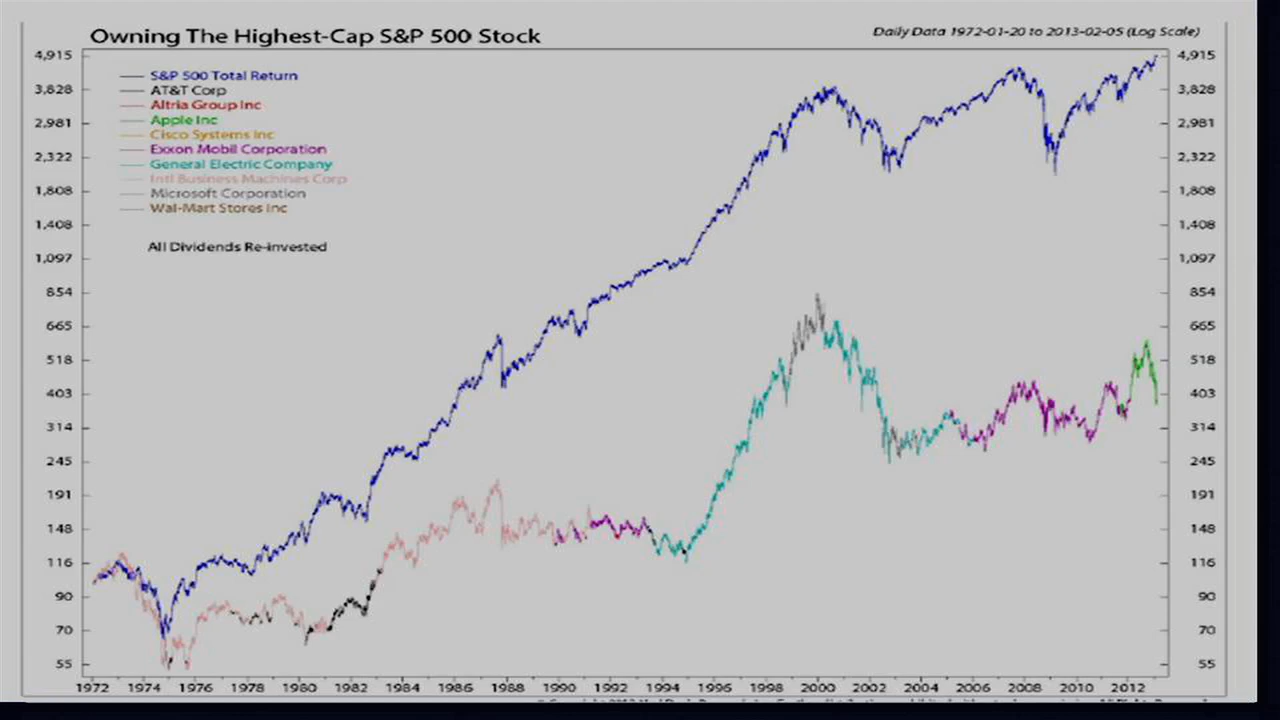 Owning The Highest-Cap S&P 500 Stock
Daily Data 1972-01-20 to 2013-02-05 (Log Scale)
4,915
3,828
2,981
2,322
1,808
1,408
1,097
854
665
518
403
314
245
191
148
116
90
70
55
S&P 500 Total Return
AT&T Corp
Altria Group Inc
Apple Inc
Cisco Systems Inc
Exxon Mobil Corporation
General Electric Company
Intl Business Machines Corp
Microsoft Corporation
Wal-Mart Stores Inc
All Dividends Re-invested
4,915
3,828
2,981
2,322
1,808
1,408
1,097
854
665
518
403
314
245
191
148
116
90
70
55
1972 1974 1976 1978 1980 1982 1984 1986 1988 1990 1992 1994 1996 1998 2000 2002 2004 2006 2008 2010 2012